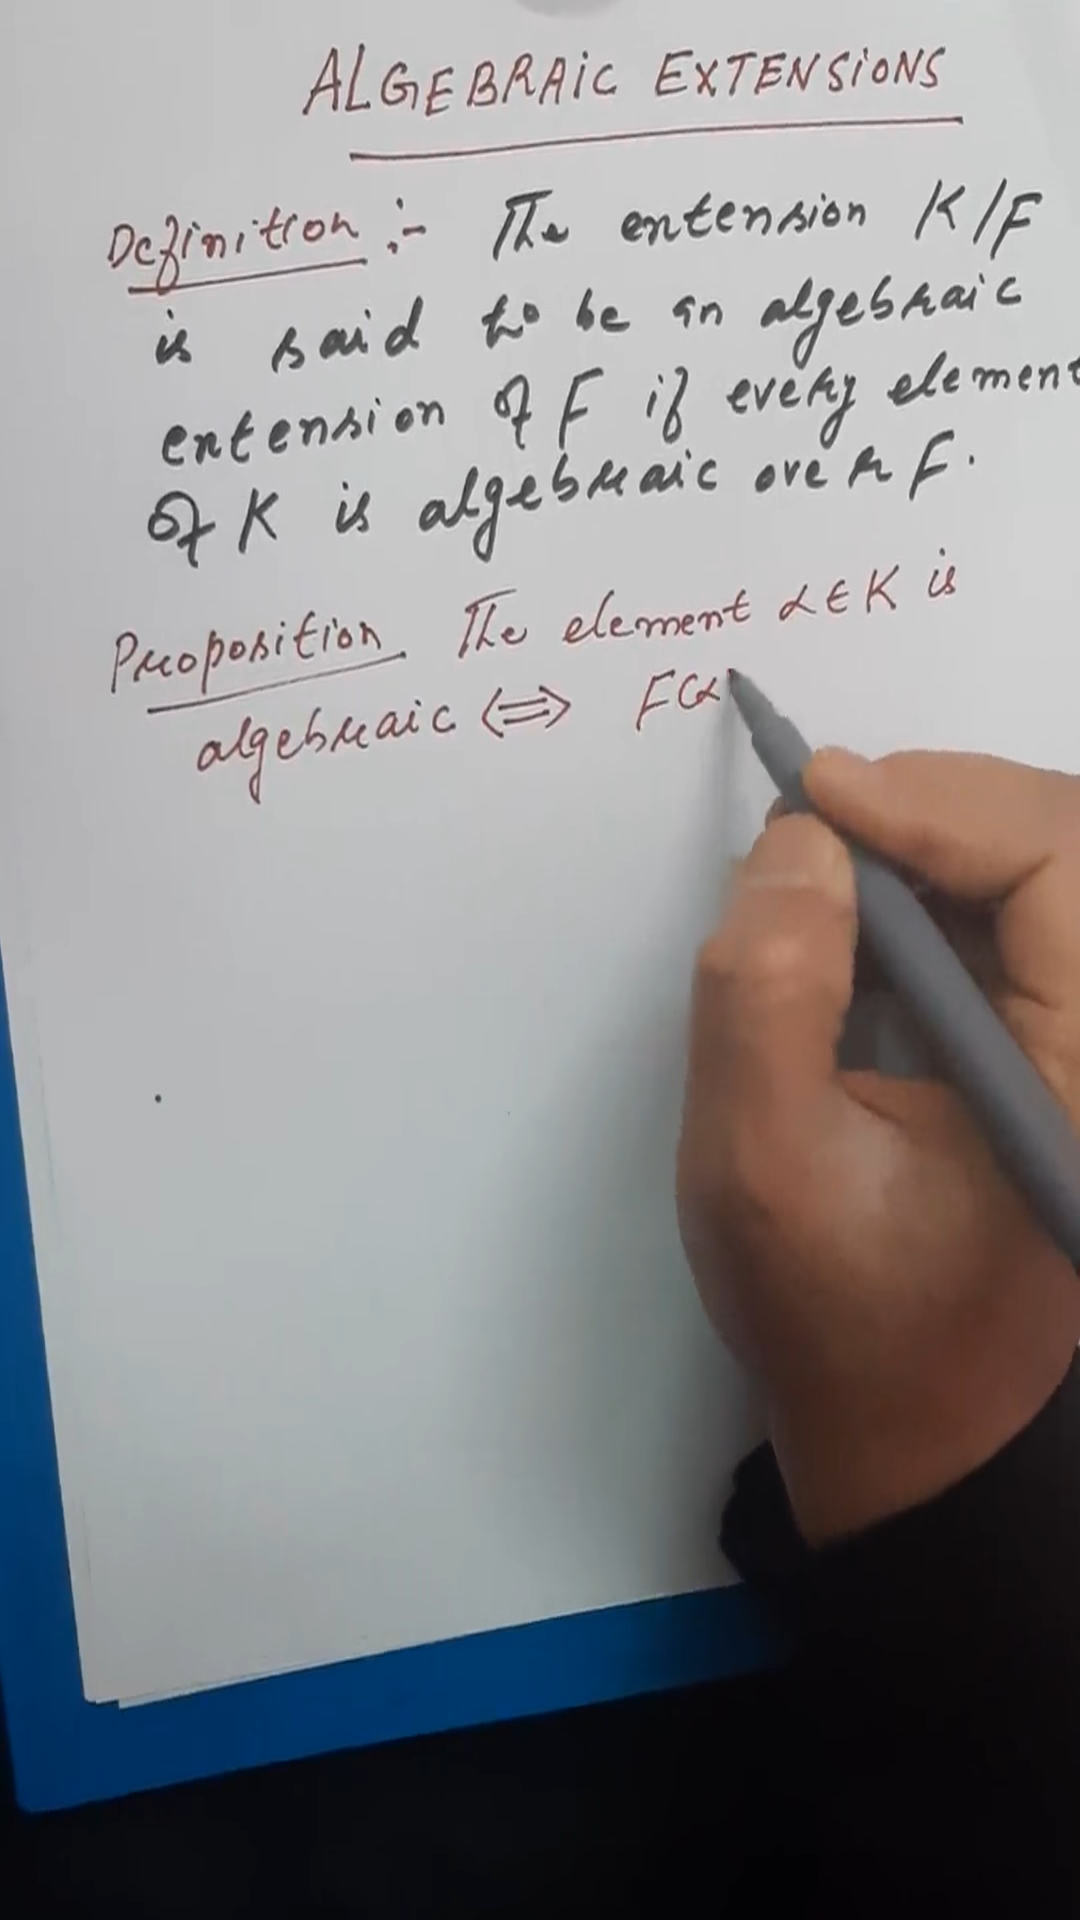 ALGEBRAIC EXTENSIONS
Definition :- The extension K/F
is said to be an algebraic
extension of F if every element
of K is algebraic over F.
Proposition The element α ∈ K is
algebraic ⟺ F(α